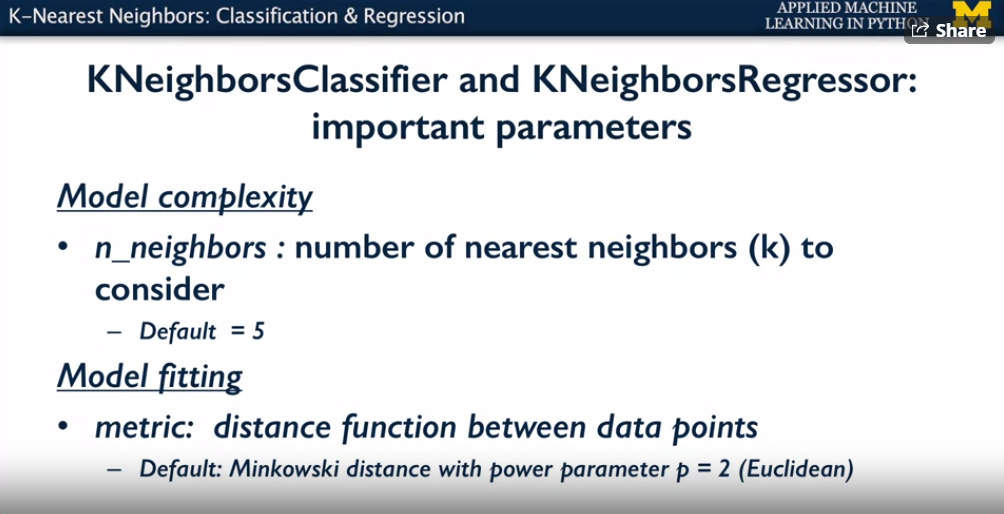 K–Nearest Neighbors: Classification & Regression
APPLIED MACHINE
LEARNING IN PYTHON
Share
KNeighborsClassifier and KNeighborsRegressor:
important parameters
Model complexity
• n_neighbors : number of nearest neighbors (k) to
consider
– Default = 5
Model fitting
• metric: distance function between data points
– Default: Minkowski distance with power parameter p = 2 (Euclidean)